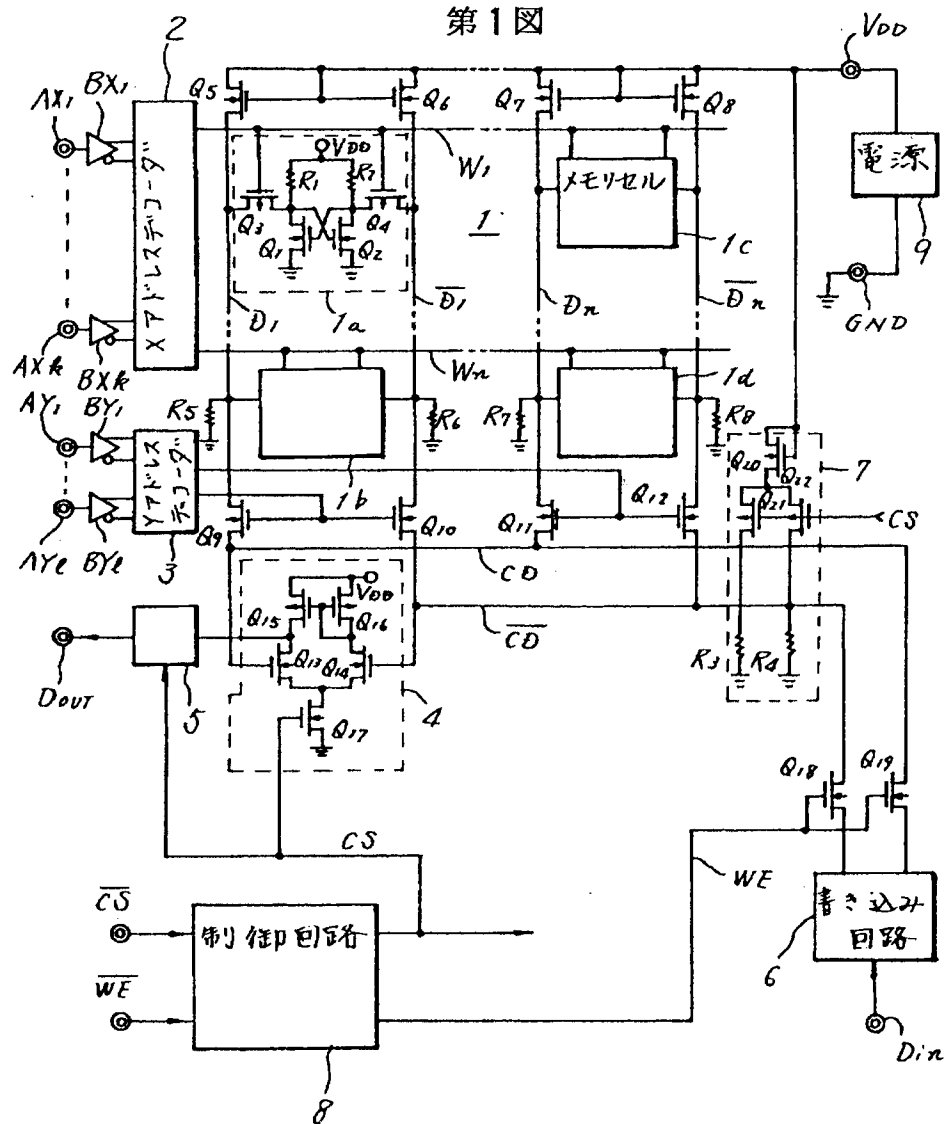 第1図
2
VDD
AX1
BX1
Q5
Q6
Q7
Q8
VDD
W1
R1
R2
メモリセル
電源
Q3
Q4
Q1
Q2
1
1c
9
Xアドレスデコーダ
D1
1a
D1̅
Dn
D̅n̅
GND
AXk
BXk
Wn
1d
AY1
BY1
R5
R6
R7
R8
Yアドレス
デコーダ
Q20
Q22
7
1b
Q12
Q21
CS
AYl
BYl
3
Q9
Q10
Q11
CD
VDD
Q15
Q16
C̅D̅
Q13
Q14
R3
R4
DOUT
5
4
Q17
Q18
Q19
CS
WE
C̅S̅
制御回路
書き込み
回路
6
W̅E̅
Din
8